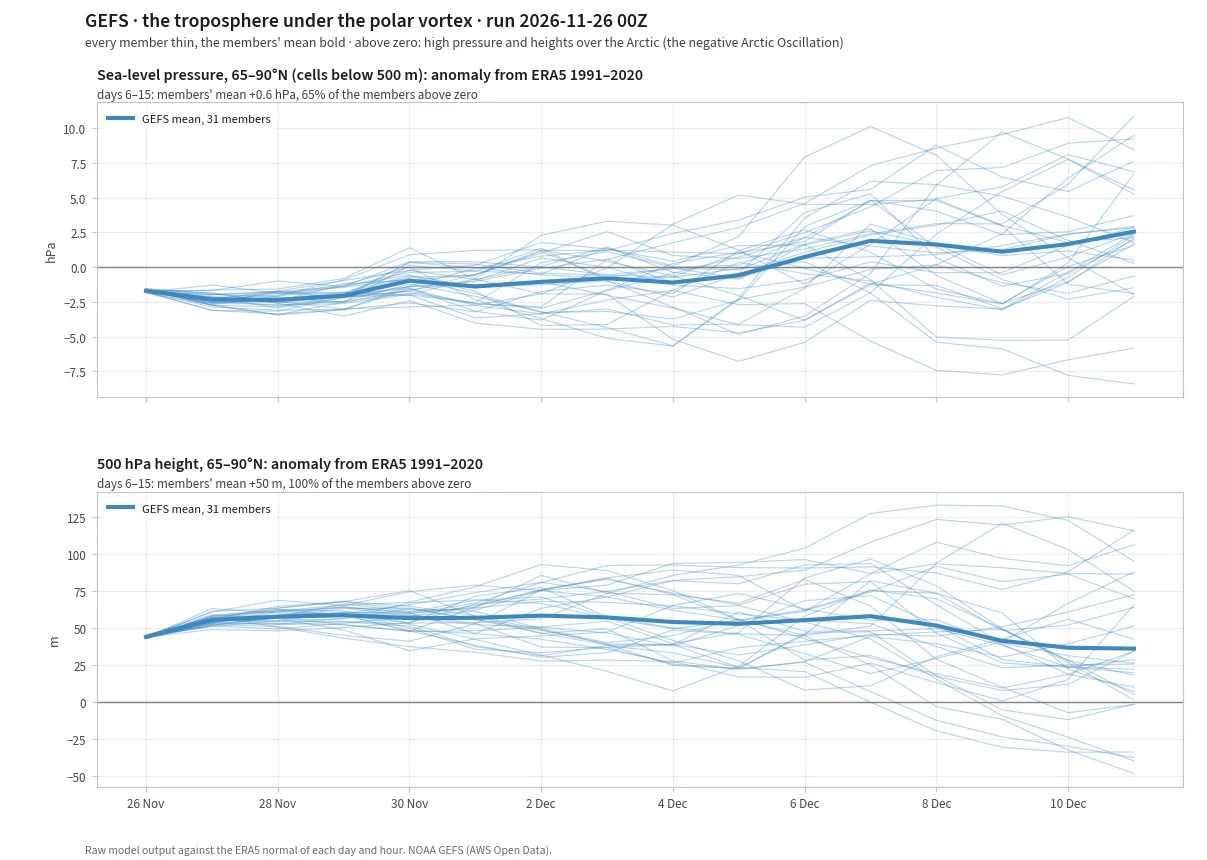 GEFS · the troposphere under the polar vortex · run 2026-11-26 00Z
every member thin, the members' mean bold · above zero: high pressure and heights over the Arctic (the negative Arctic Oscillation)
Sea-level pressure, 65–90°N (cells below 500 m): anomaly from ERA5 1991–2020
days 6–15: members' mean +0.6 hPa, 65% of the members above zero
GEFS mean, 31 members
10.0
7.5
5.0
2.5
0.0
−2.5
−5.0
−7.5
hPa
500 hPa height, 65–90°N: anomaly from ERA5 1991–2020
days 6–15: members' mean +50 m, 100% of the members above zero
GEFS mean, 31 members
125
100
75
50
25
0
−25
−50
m
26 Nov
28 Nov
30 Nov
2 Dec
4 Dec
6 Dec
8 Dec
10 Dec
Raw model output against the ERA5 normal of each day and hour. NOAA GEFS (AWS Open Data).